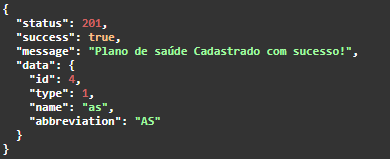 {
  "status": 201,
  "success": true,
  "message": "Plano de saúde Cadastrado com sucesso!",
  "data": {
    "id": 4,
    "type": 1,
    "name": "as",
    "abbreviation": "AS"
  }
}